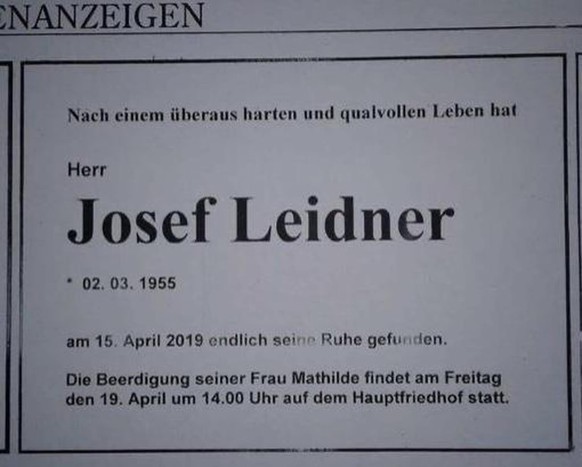 ENANZEIGEN
Nach einem überaus harten und qualvollen Leben hat
Herr
Josef Leidner
* 02. 03. 1955
am 15. April 2019 endlich seine Ruhe gefunden.
Die Beerdigung seiner Frau Mathilde findet am Freitag
den 19. April um 14.00 Uhr auf dem Hauptfriedhof statt.